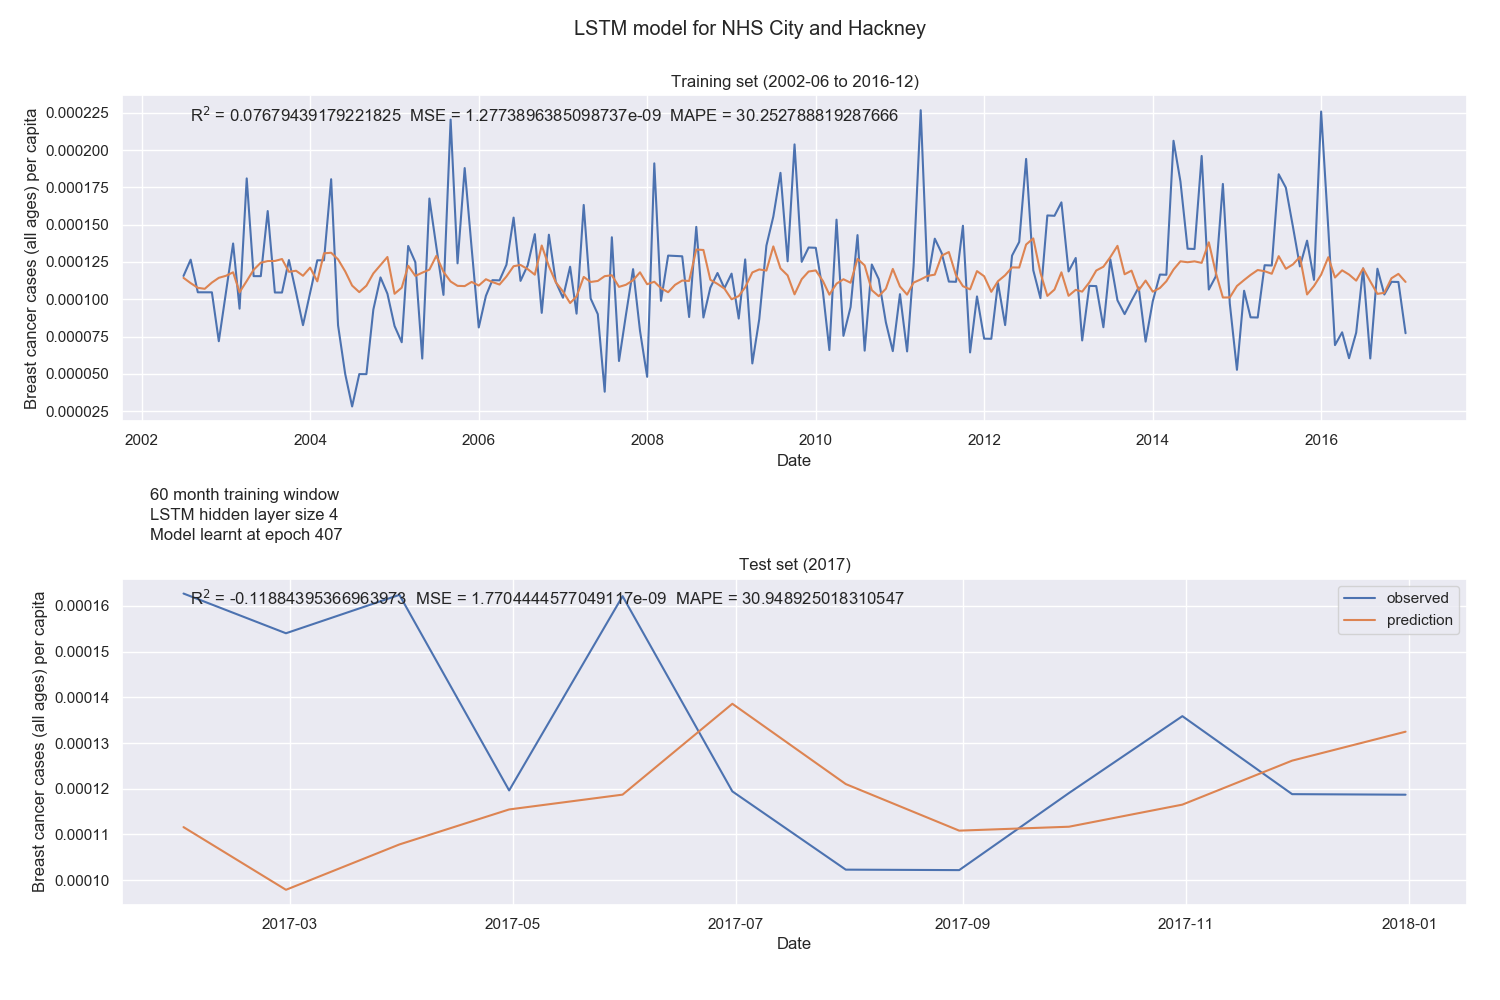 LSTM model for NHS City and Hackney
Training set (2002-06 to 2016-12)
R² = 0.07679439179221825 MSE = 1.2773896385098737e-09 MAPE = 30.252788819287666
Breast cancer cases (all ages) per capita
0.000225
0.000200
0.000175
0.000150
0.000125
0.000100
0.000075
0.000050
0.000025
2002 2004 2006 2008 2010 2012 2014 2016
Date
60 month training window
LSTM hidden layer size 4
Model learnt at epoch 407
Test set (2017)
R² = -0.11884395366963973 MSE = 1.7704444577049117e-09 MAPE = 30.948925018310547
observed
prediction
Breast cancer cases (all ages) per capita
0.00016
0.00015
0.00014
0.00013
0.00012
0.00011
0.00010
2017-03 2017-05 2017-07 2017-09 2017-11 2018-01
Date